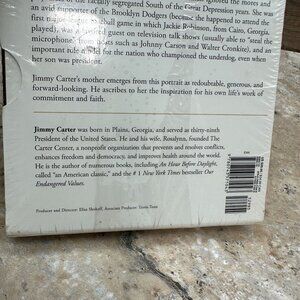 of the racially segregated South of the Great Depression years. She was
an avid supporter of the Brooklyn Dodgers (because she happened to attend the
first major league baseball game in which Jackie Robinson, from Cairo, Georgia,
played), was a favored guest on television talk shows (usually able to "steal the
microphone" from hosts such as Johnny Carson and Walter Cronkite), and an
important role model for the nation who championed the underdog, even when
her son was president.
Jimmy Carter's mother emerges from this portrait as redoubtable, generous, and
forward-looking. He ascribes to her the inspiration for his own life's work of
commitment and faith.
Jimmy Carter was born in Plains, Georgia, and served as thirty-ninth
President of the United States. He and his wife, Rosalynn, founded The
Carter Center, a nonprofit organization that prevents and resolves conflicts,
enhances freedom and democracy, and improves health around the world.
He is the author of numerous books, including An Hour Before Daylight,
called "an American classic," and the # 1 New York Times bestseller Our
Endangered Values.
Producer and Director: Elisa Shokoff, Associate Producer: